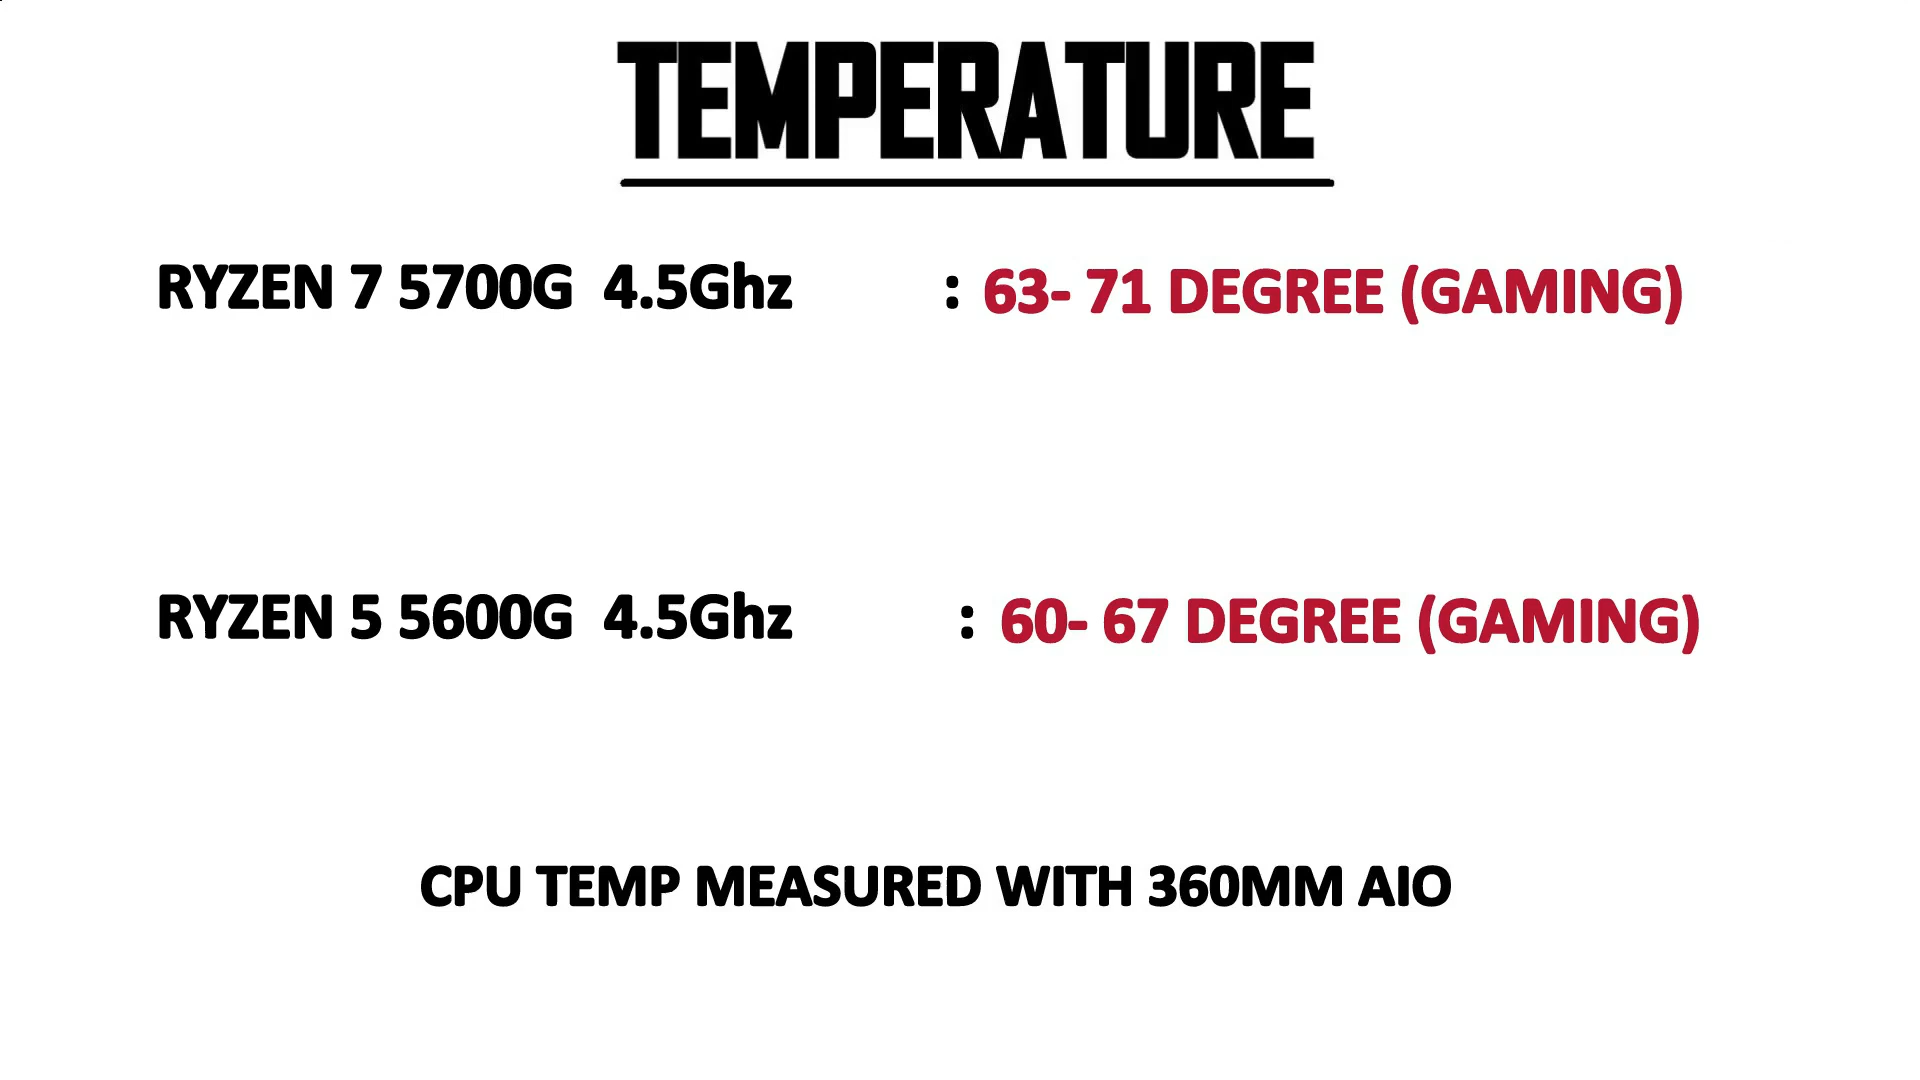 TEMPERATURE
RYZEN 7 5700G 4.5Ghz : 63- 71 DEGREE (GAMING)
RYZEN 5 5600G 4.5Ghz : 60- 67 DEGREE (GAMING)
CPU TEMP MEASURED WITH 360MM AIO